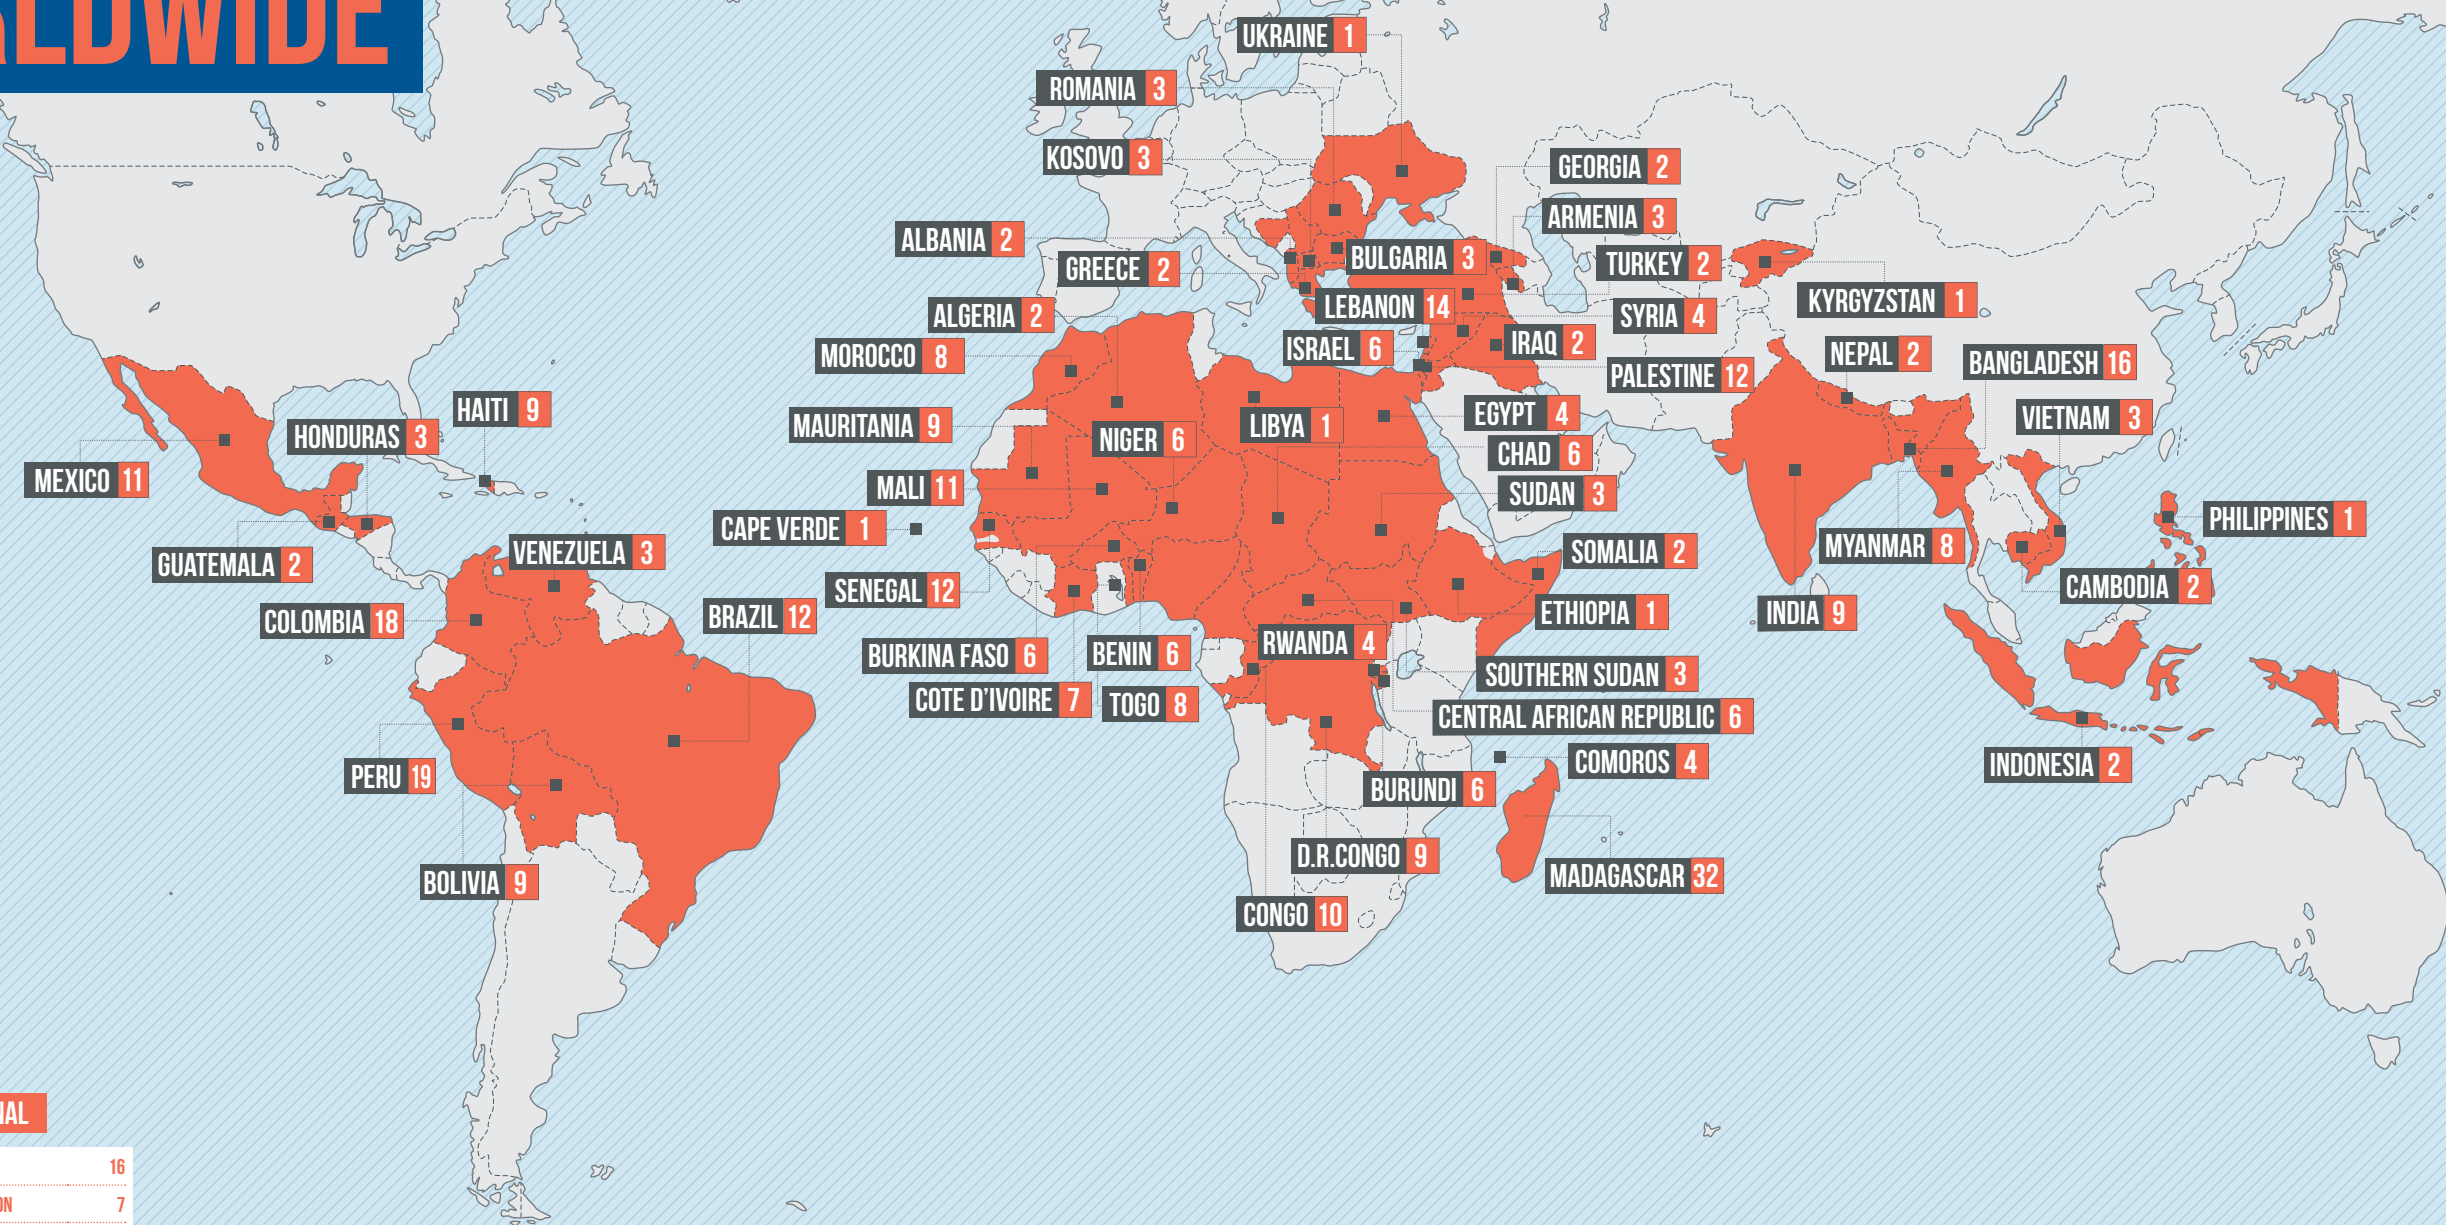 UKRAINE 1
ROMANIA 3
KOSOVO 3
GEORGIA 2
ARMENIA 3
ALBANIA 2
GREECE 2
BULGARIA 3
TURKEY 2
KYRGYZSTAN 1
ALGERIA 2
LEBANON 14
SYRIA 4
MOROCCO 8
ISRAEL 6
IRAQ 2
PALESTINE 12
NEPAL 2
BANGLADESH 16
HAITI 9
HONDURAS 3
MAURITANIA 9
NIGER 6
LIBYA 1
EGYPT 4
VIETNAM 3
MEXICO 11
MALI 11
CHAD 6
SUDAN 3
CAPE VERDE 1
PHILIPPINES 1
GUATEMALA 2
VENEZUELA 3
SENEGAL 12
SOMALIA 2
MYANMAR 8
CAMBODIA 2
COLOMBIA 18
BRAZIL 12
ETHIOPIA 1
INDIA 9
BURKINA FASO 6
BENIN 6
RWANDA 4
SOUTHERN SUDAN 3
COTE D'IVOIRE 7
TOGO 8
CENTRAL AFRICAN REPUBLIC 6
PERU 19
COMOROS 4
INDONESIA 2
BURUNDI 6
BOLIVIA 9
D.R.CONGO 9
MADAGASCAR 32
CONGO 10
16
7